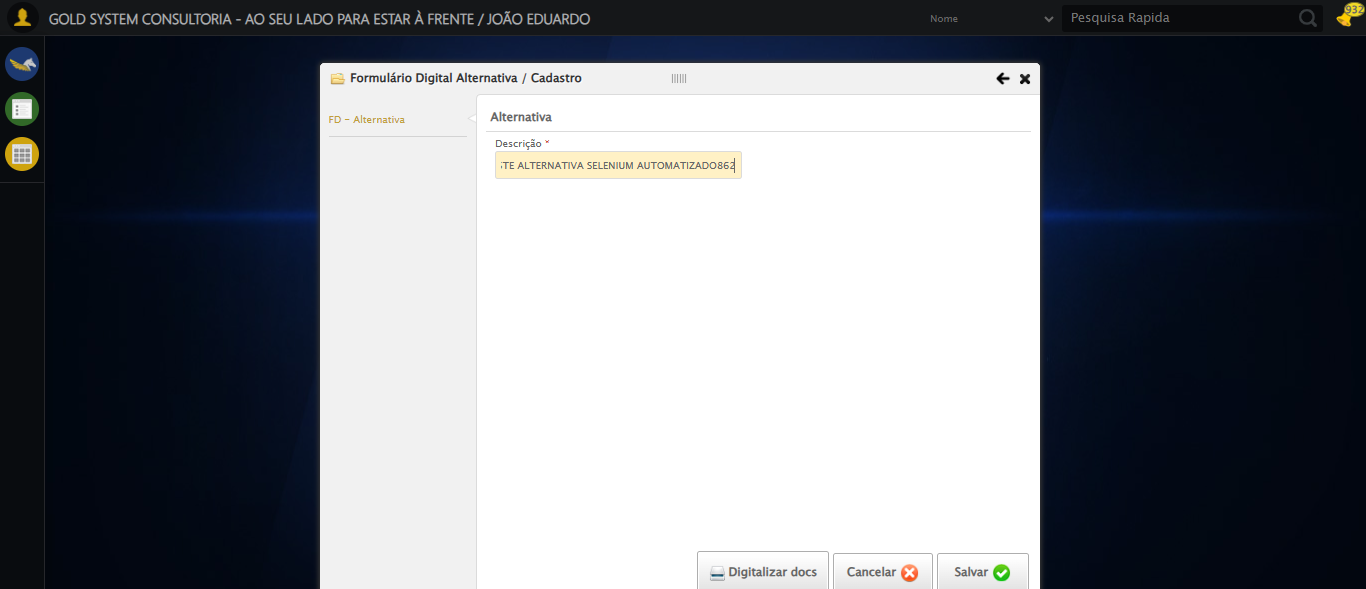 GOLD SYSTEM CONSULTORIA - AO SEU LADO PARA ESTAR À FRENTE / JOÃO EDUARDO
Nome
Pesquisa Rapida
932
Formulário Digital Alternativa / Cadastro
FD - Alternativa
Alternativa
Descrição *
TE ALTERNATIVA SELENIUM AUTOMATIZADO862
Digitalizar docs
Cancelar
Salvar